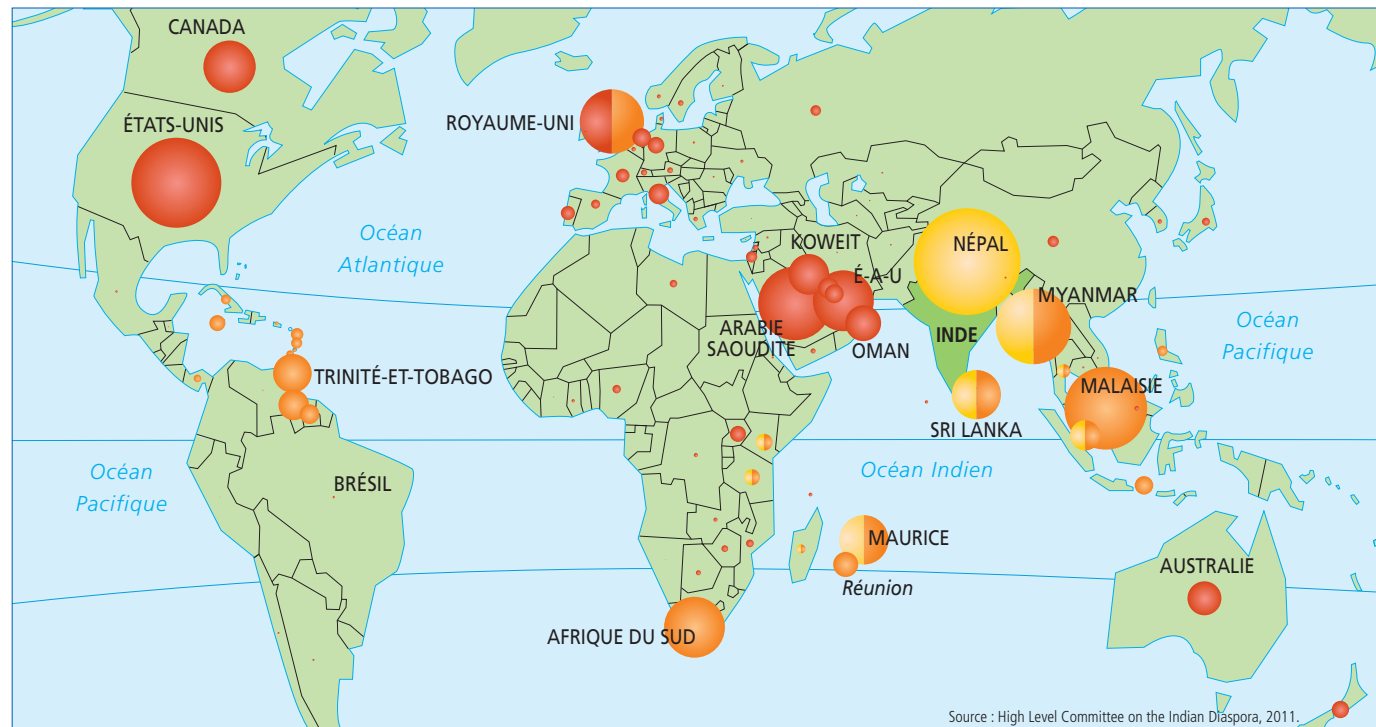 CANADA
ÉTATS-UNIS
ROYAUME-UNI
Océan
Atlantique
KOWEIT
É-A-U
NÉPAL
MYANMAR
ARABIE
SAOUDITE
OMAN
INDE
Océan
Pacifique
TRINITÉ-ET-TOBAGO
MALAISIE
SRI LANKA
Océan
Pacifique
BRÉSIL
Océan Indien
MAURICE
Réunion
AUSTRALIE
AFRIQUE DU SUD
Source : High Level Committee on the Indian Diaspora, 2011.